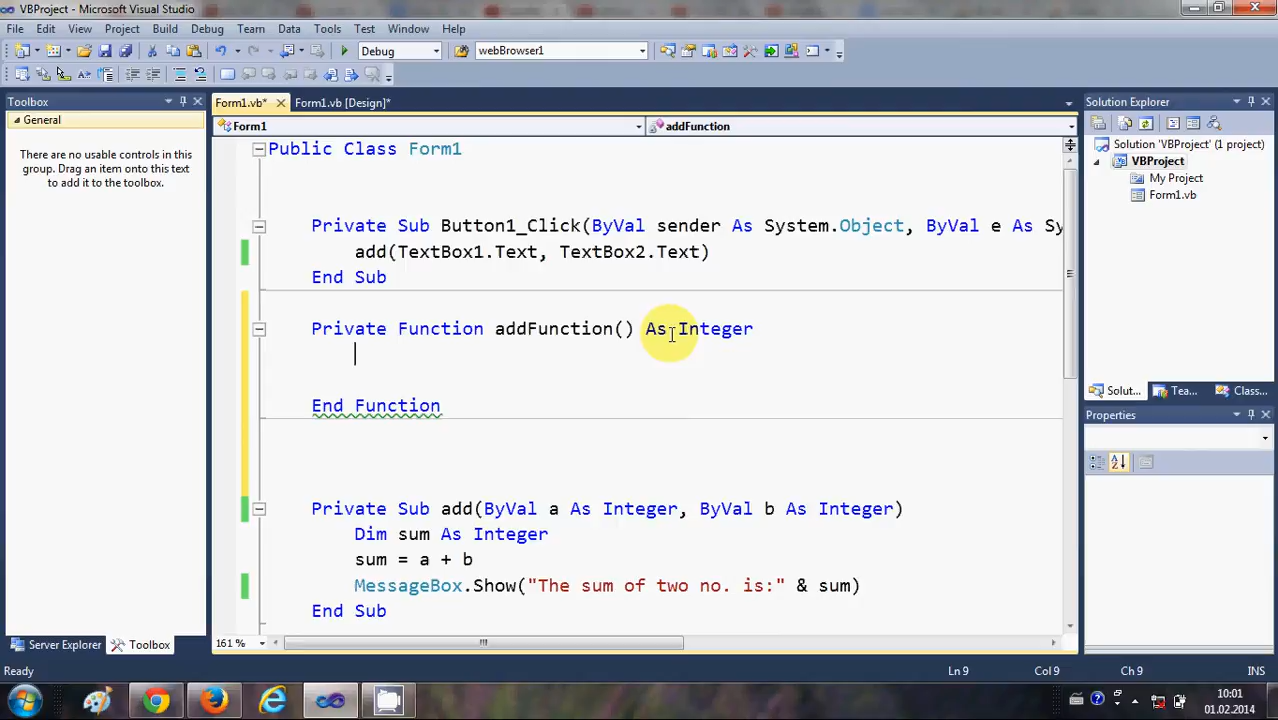 VBProject - Microsoft Visual Studio
File Edit View Project Build Debug Team Data Tools Test Window Help
Debug
webBrowser1
Toolbox
General
There are no usable controls in this
group. Drag an item onto this text
to add it to the toolbox.
Server Explorer
Toolbox
Form1.vb*
Form1.vb [Design]*
Form1
addFunction
Public Class Form1
Private Sub Button1_Click(ByVal sender As System.Object, ByVal e As Sy
add(TextBox1.Text, TextBox2.Text)
End Sub
Private Function addFunction() As Integer
End Function
Private Sub add(ByVal a As Integer, ByVal b As Integer)
Dim sum As Integer
sum = a + b
MessageBox.Show("The sum of two no. is:" & sum)
End Sub
161 %
Solution Explorer
Solution 'VBProject' (1 project)
VBProject
My Project
Form1.vb
Solut...
Tea...
Class...
Properties
Ready
Ln 9
Col 9
Ch 9
INS
10:01
01.02.2014